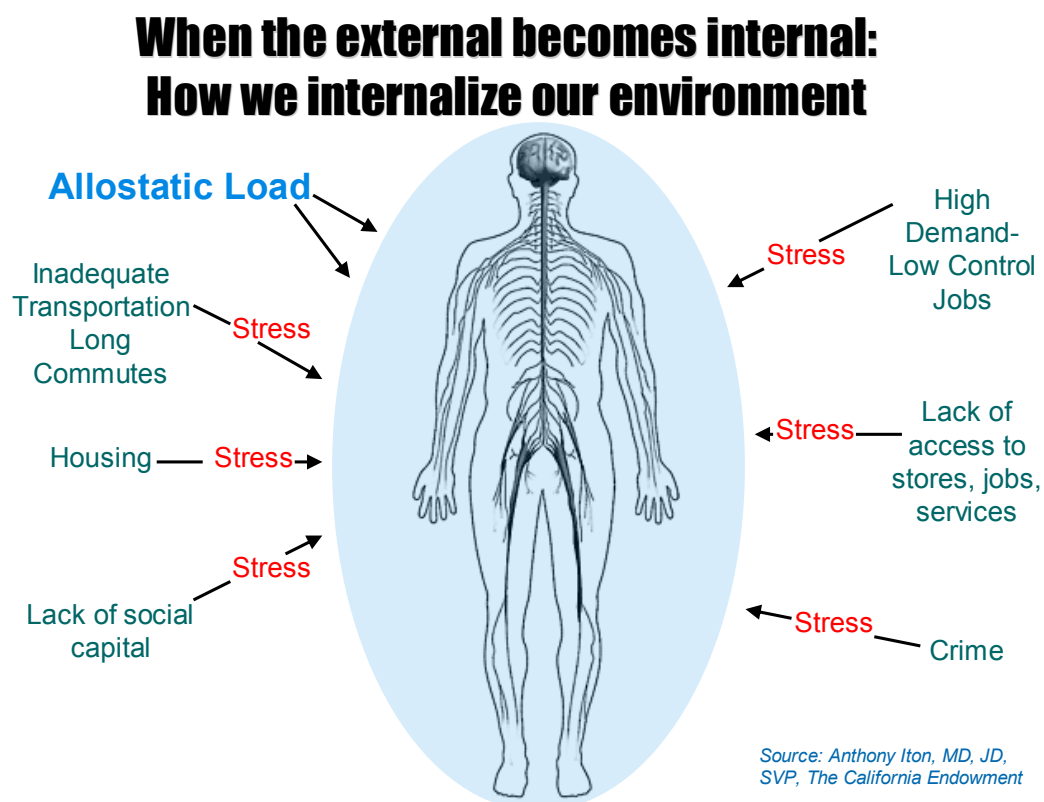 When the external becomes internal:
How we internalize our environment
Allostatic Load
Inadequate
Transportation
Long
Commutes
Stress
Housing
Stress
Stress
Lack of social
capital
High
Demand-
Low Control
Jobs
Stress
Lack of
access to
stores, jobs,
services
Stress
Stress
Crime
Source: Anthony Iton, MD, JD,
SVP, The California Endowment